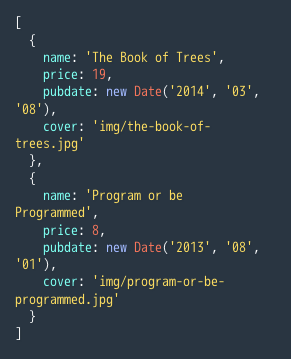 [
  {
    name: 'The Book of Trees',
    price: 19,
    pubdate: new Date('2014', '03',
'08'),
    cover: 'img/the-book-of-
trees.jpg'
  },
  {
    name: 'Program or be
Programmed',
    price: 8,
    pubdate: new Date('2013', '08',
'01'),
    cover: 'img/program-or-be-
programmed.jpg'
  }
]